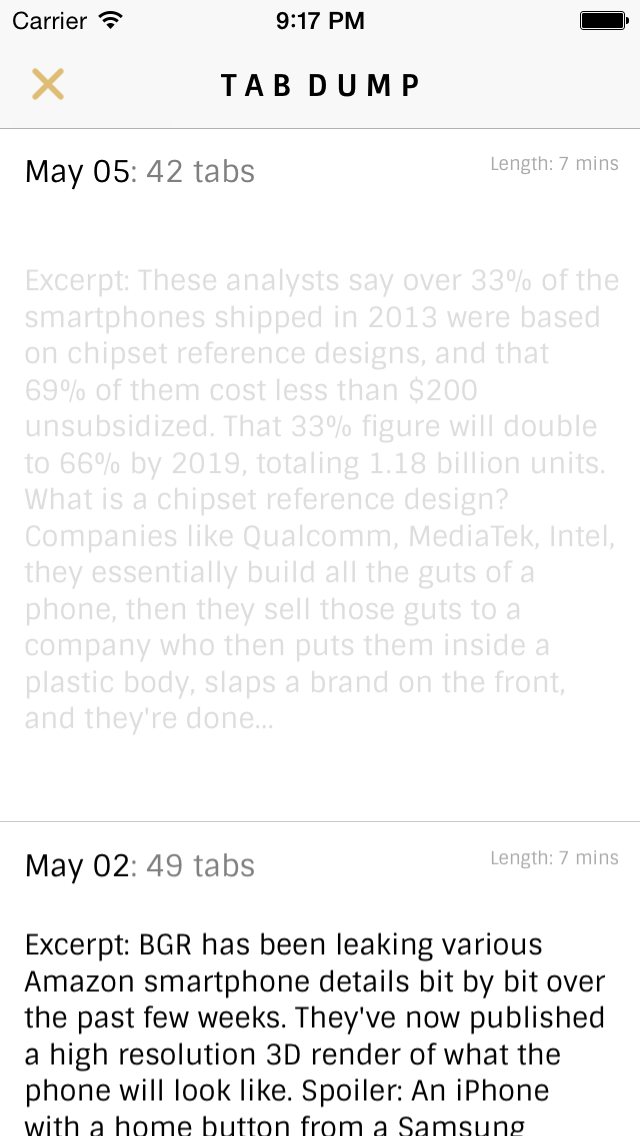 Carrier 9:17 PM
TAB DUMP
May 05: 42 tabs
Length: 7 mins
Excerpt: These analysts say over 33% of the
smartphones shipped in 2013 were based
on chipset reference designs, and that
69% of them cost less than $200
unsubsidized. That 33% figure will double
to 66% by 2019, totaling 1.18 billion units.
What is a chipset reference design?
Companies like Qualcomm, MediaTek, Intel,
they essentially build all the guts of a
phone, then they sell those guts to a
company who then puts them inside a
plastic body, slaps a brand on the front,
and they're done...
May 02: 49 tabs
Length: 7 mins
Excerpt: BGR has been leaking various
Amazon smartphone details bit by bit over
the past few weeks. They've now published
a high resolution 3D render of what the
phone will look like. Spoiler: An iPhone
with a home button from a Samsung